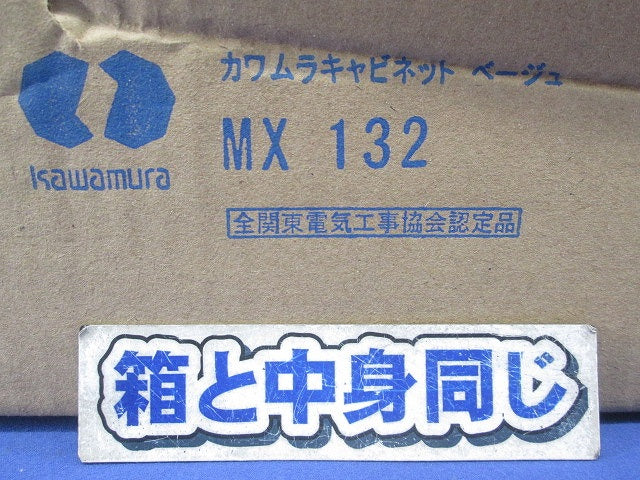 カワムラキャビネット ベージュ
MX 132
kawamura
全関東電気工事協会認定品
箱と中身同じ